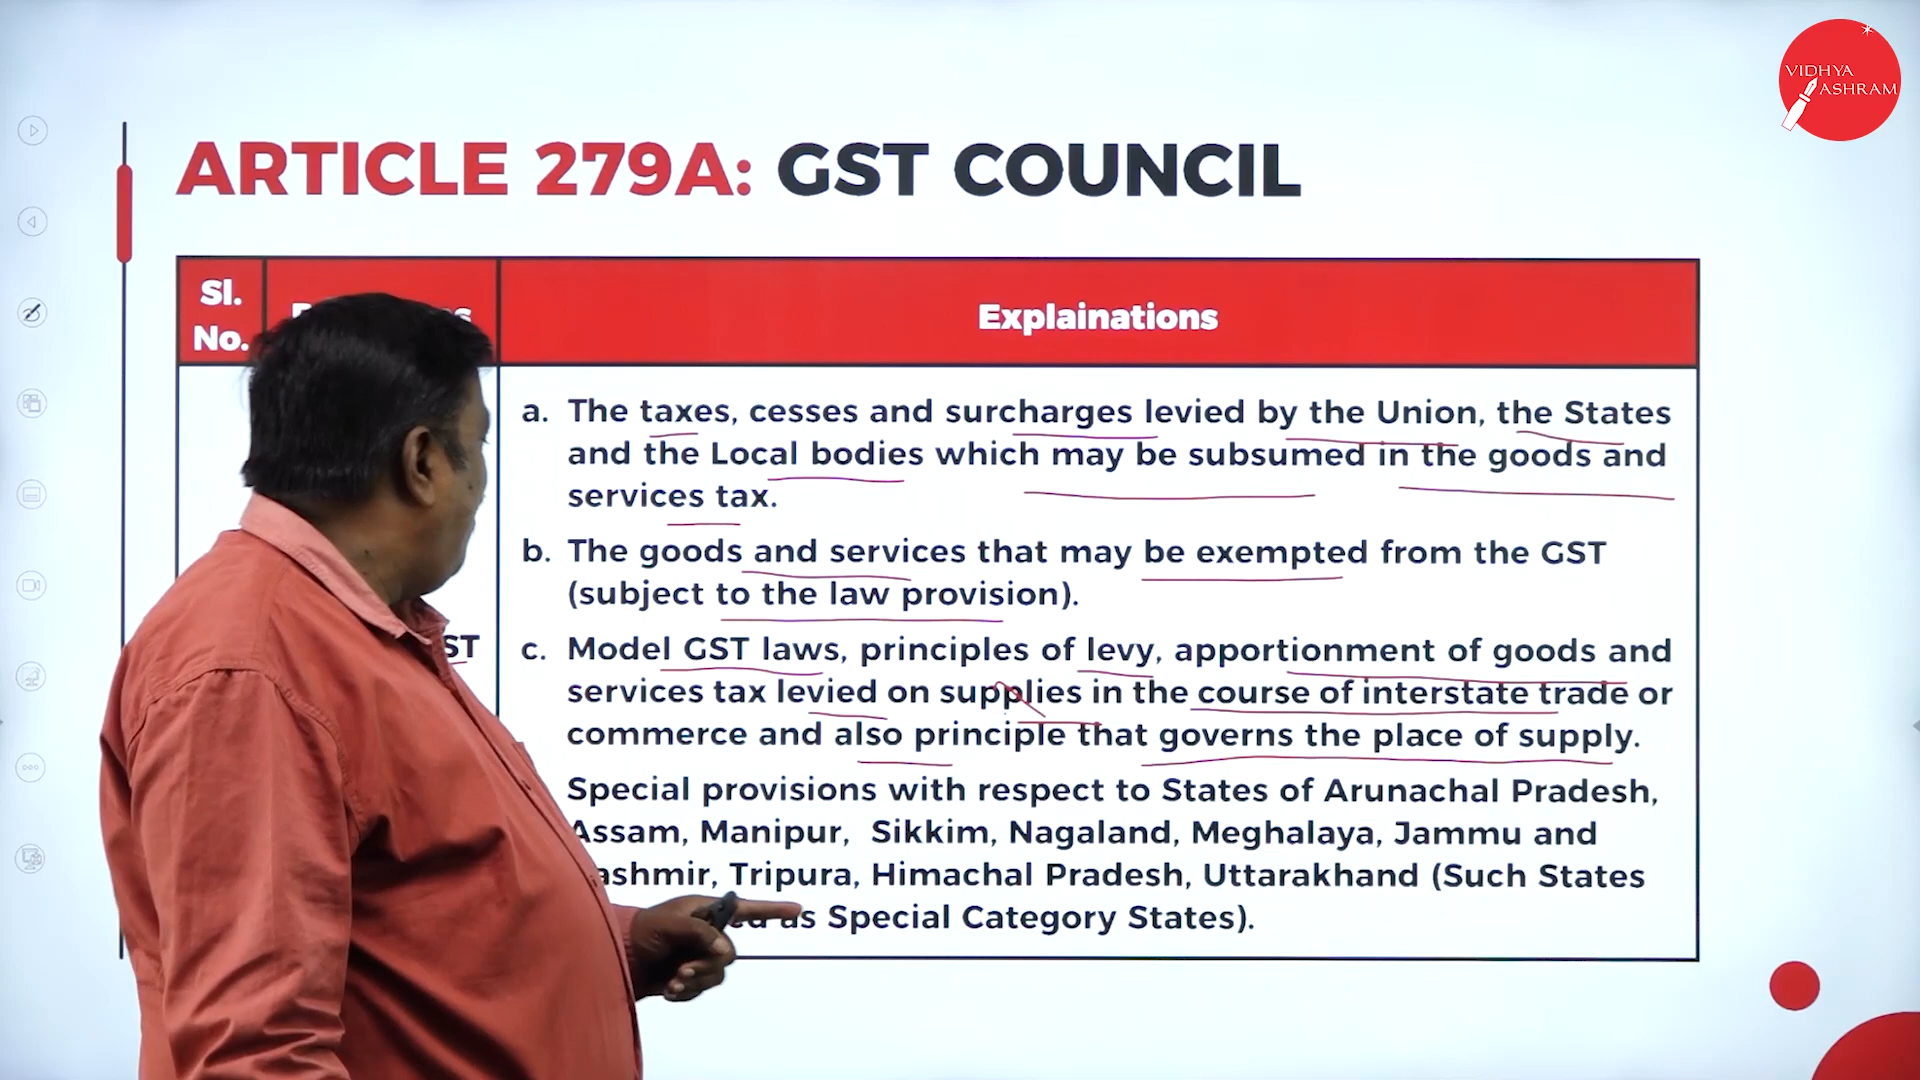 VIDHYA
ASHRAM
ARTICLE 279A: GST COUNCIL
Sl.
No.
Explainations
a. The taxes, cesses and surcharges levied by the Union, the States
and the Local bodies which may be subsumed in the goods and
services tax.
b. The goods and services that may be exempted from the GST
(subject to the law provision).
ST
c. Model GST laws, principles of levy, apportionment of goods and
services tax levied on supplies in the course of interstate trade or
commerce and also principle that governs the place of supply.
Special provisions with respect to States of Arunachal Pradesh,
Assam, Manipur, Sikkim, Nagaland, Meghalaya, Jammu and
ashmir, Tripura, Himachal Pradesh, Uttarakhand (Such States
as Special Category States).